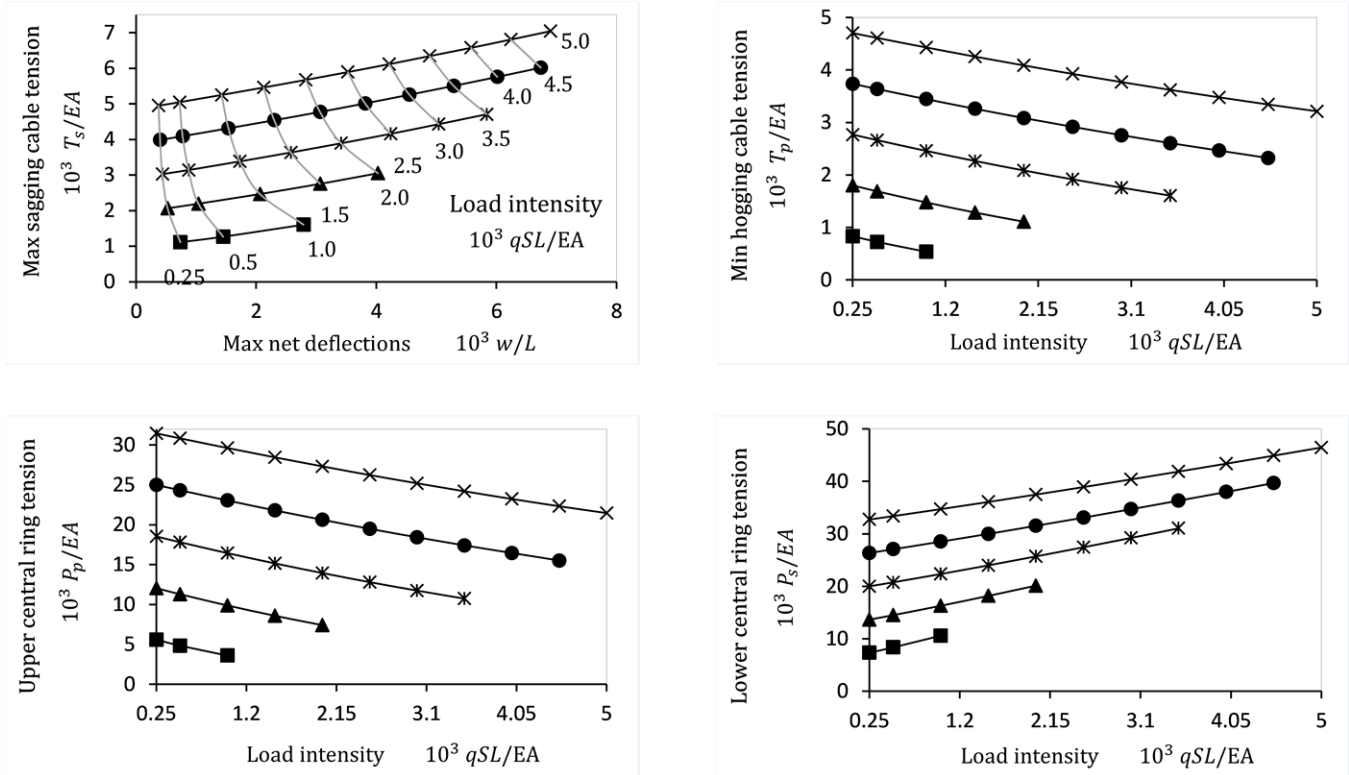 Max sagging cable tension
10³ T_s/EA
7
6
5
4
3
2
1
0
5.0
4.5
4.0
3.5
3.0
2.5
2.0
1.5
1.0
0.5
0.25
Load intensity
10³ qSL/EA
0 2 4 6 8
Max net deflections 10³ w/L
Min hogging cable tension
10³ T_p/EA
5
4
3
2
1
0
0.25 1.2 2.15 3.1 4.05 5
Load intensity 10³ qSL/EA
Upper central ring tension
10³ P_p/EA
30
25
20
15
10
5
0
0.25 1.2 2.15 3.1 4.05 5
Load intensity 10³ qSL/EA
Lower central ring tension
10³ P_s/EA
50
40
30
20
10
0
0.25 1.2 2.15 3.1 4.05 5
Load intensity 10³ qSL/EA